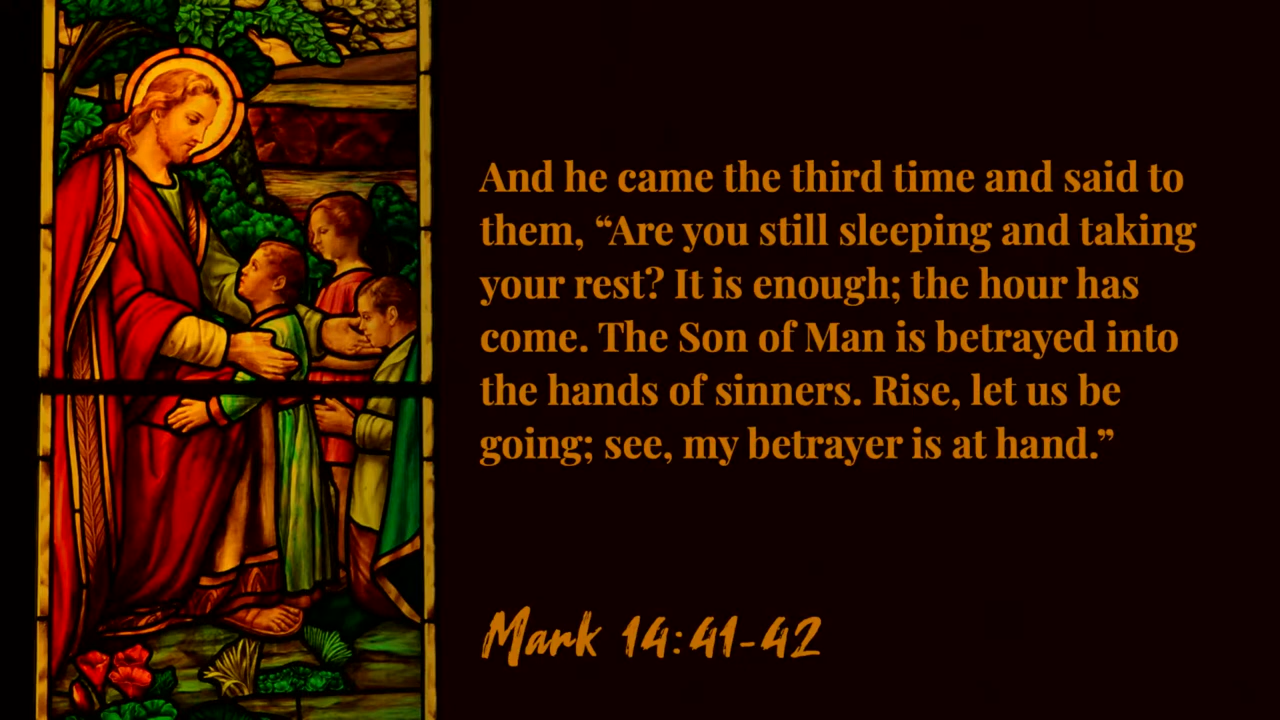 And he came the third time and said to
them, “Are you still sleeping and taking
your rest? It is enough; the hour has
come. The Son of Man is betrayed into
the hands of sinners. Rise, let us be
going; see, my betrayer is at hand.”
Mark 14:41-42